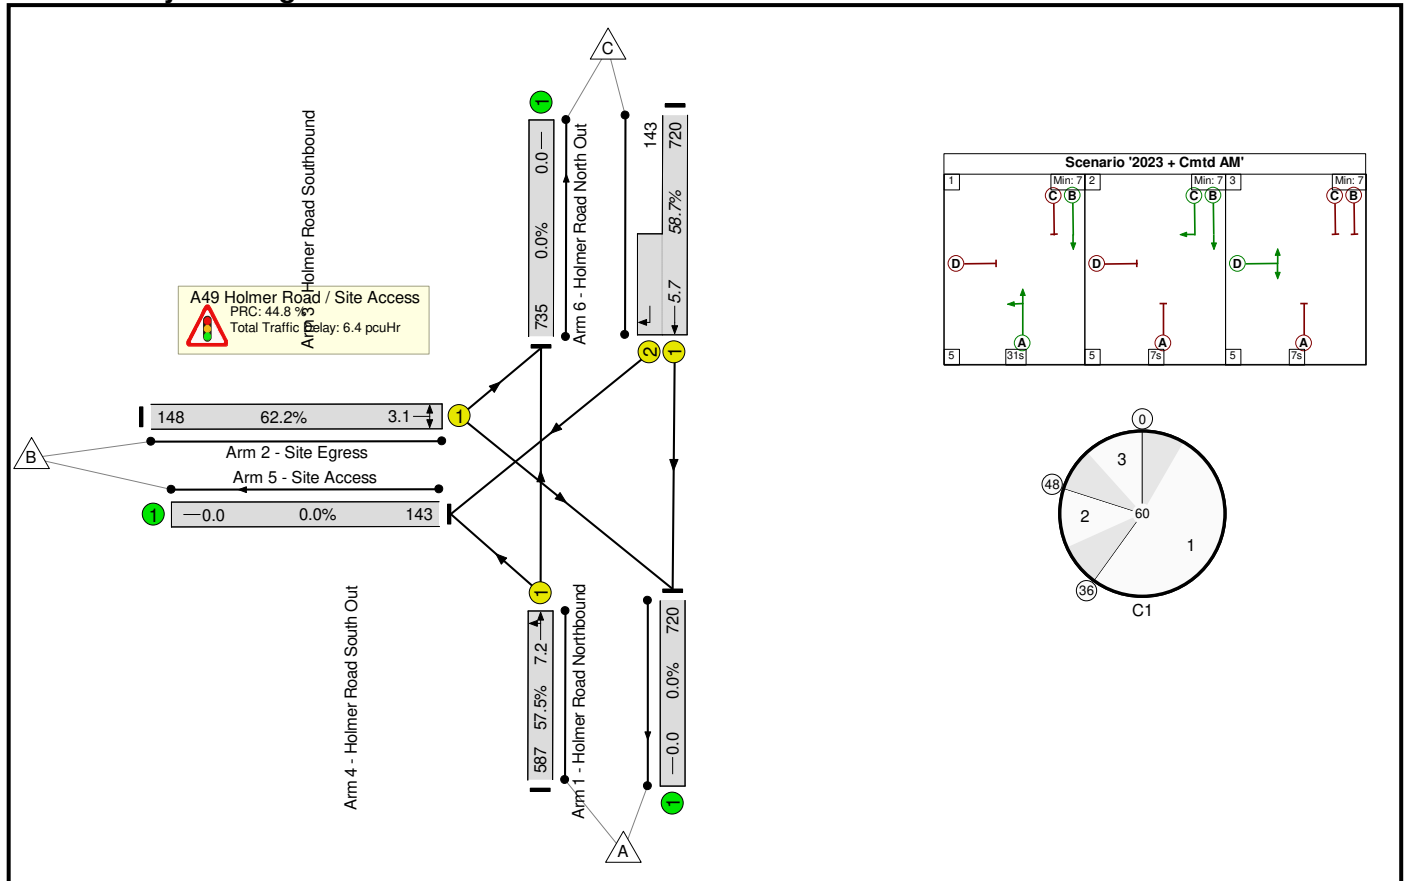 C
1
0.0
0.0%
735
Arm 6 - Holmer Road North Out
143
720
58.7%
5.7
2
1
Arm 3 - Holmer Road Southbound
A49 Holmer Road / Site Access
PRC: 44.8 %
Total Traffic Delay: 6.4 pcuHr
148 62.2% 3.1
1
Arm 2 - Site Egress
B
Arm 5 - Site Access
1
0.0 0.0% 143
Arm 4 - Holmer Road South Out
1
7.2
57.5%
587
Arm 1 - Holmer Road Northbound
720
0.0%
0.0
1
A
Scenario '2023 + Cmtd AM'
1 Min: 7 2 Min: 7 3 Min: 7
C B C B C B
D D D
A A A
5 31s 5 7s 5 7s
0
3
48
2
60
1
36
C1